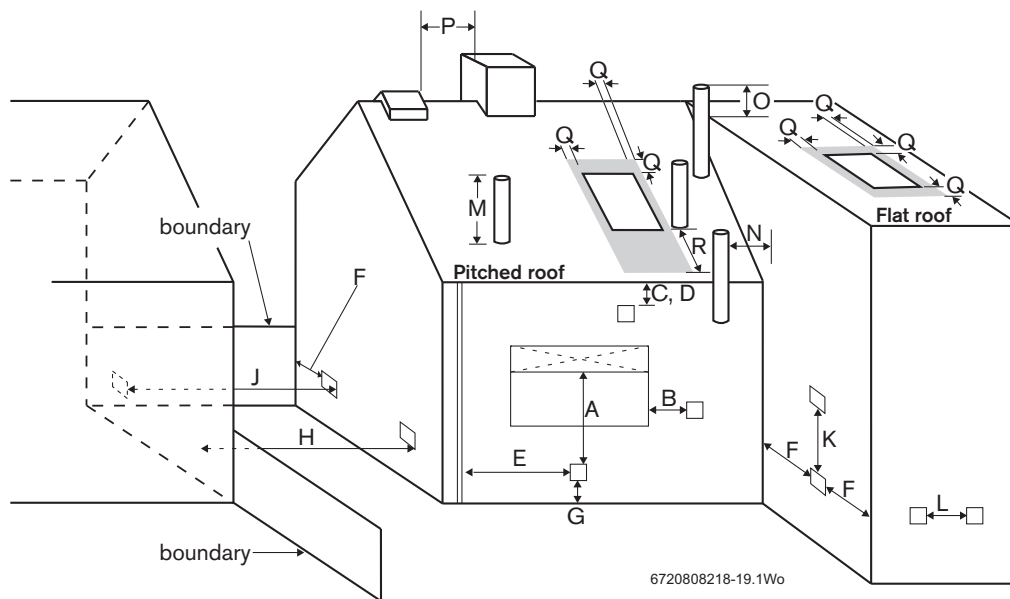 P
Q
O
Q
Q
Q
Q
Q
M
N
Flat roof
boundary
R
Pitched roof
F
C, D
J
B
A
K
H
F
E
F
G
L
boundary
6720808218-19.1Wo